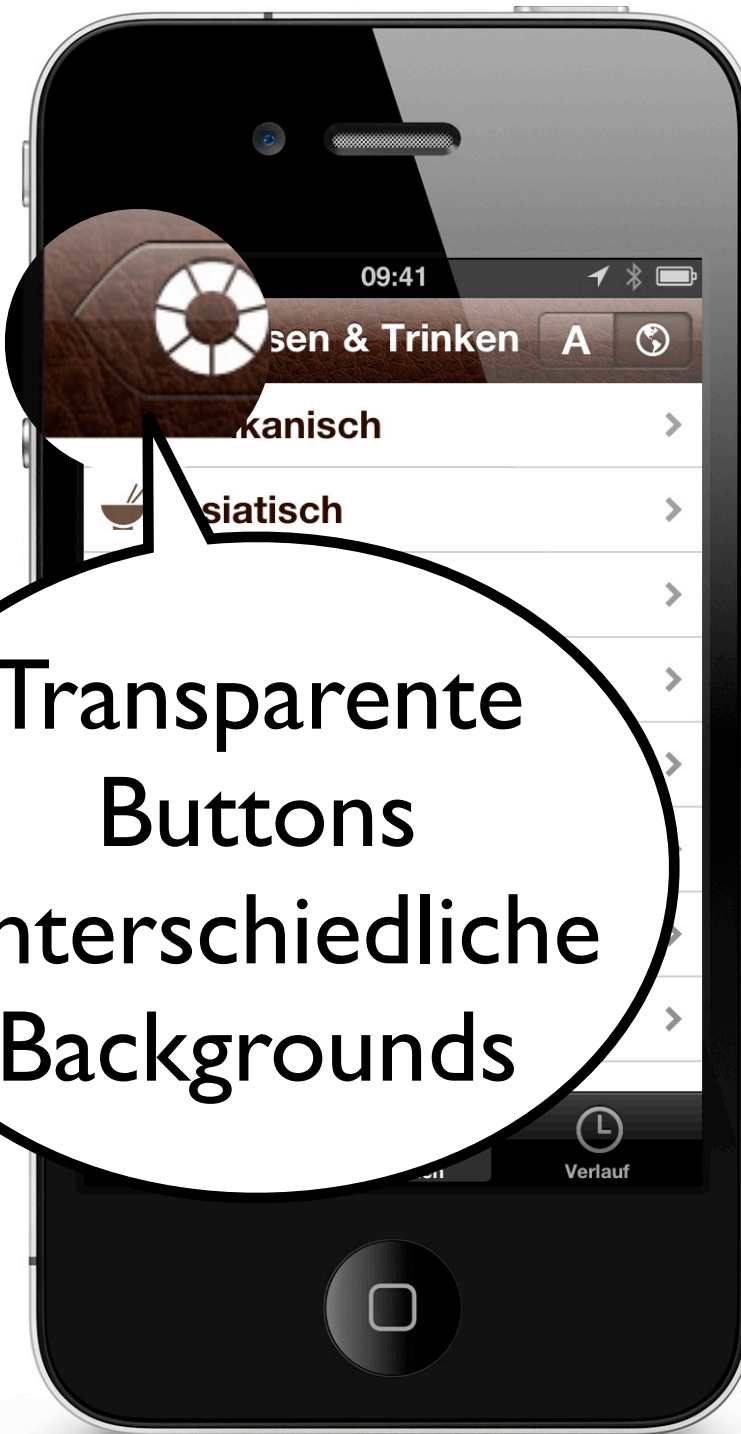 09:41
sen & Trinken A
kanisch
siatisch
Transparente
Buttons
nterschiedliche
Backgrounds
Verlauf